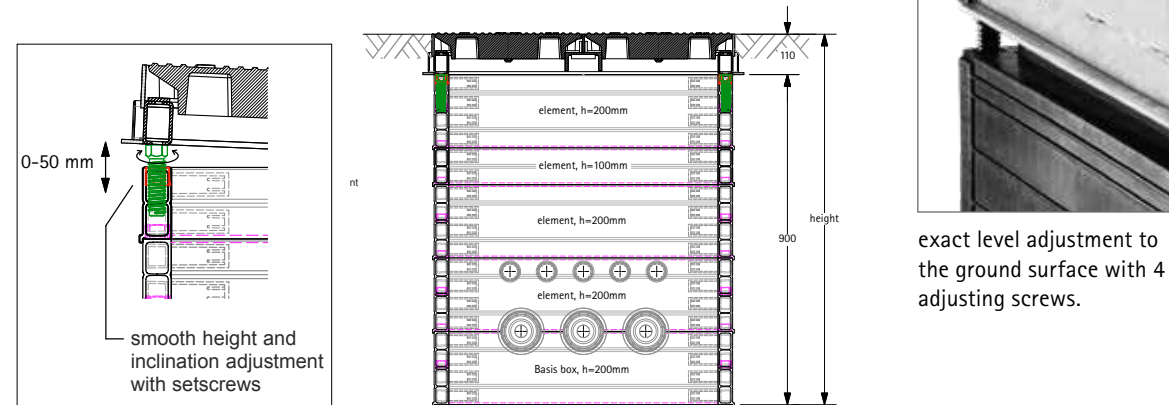 0-50 mm
smooth height and
inclination adjustment
with setscrews
nt
110
element, h=200mm
element, h=100mm
element, h=200mm
height
900
element, h=200mm
Basis box, h=200mm
exact level adjustment to
the ground surface with 4
adjusting screws.